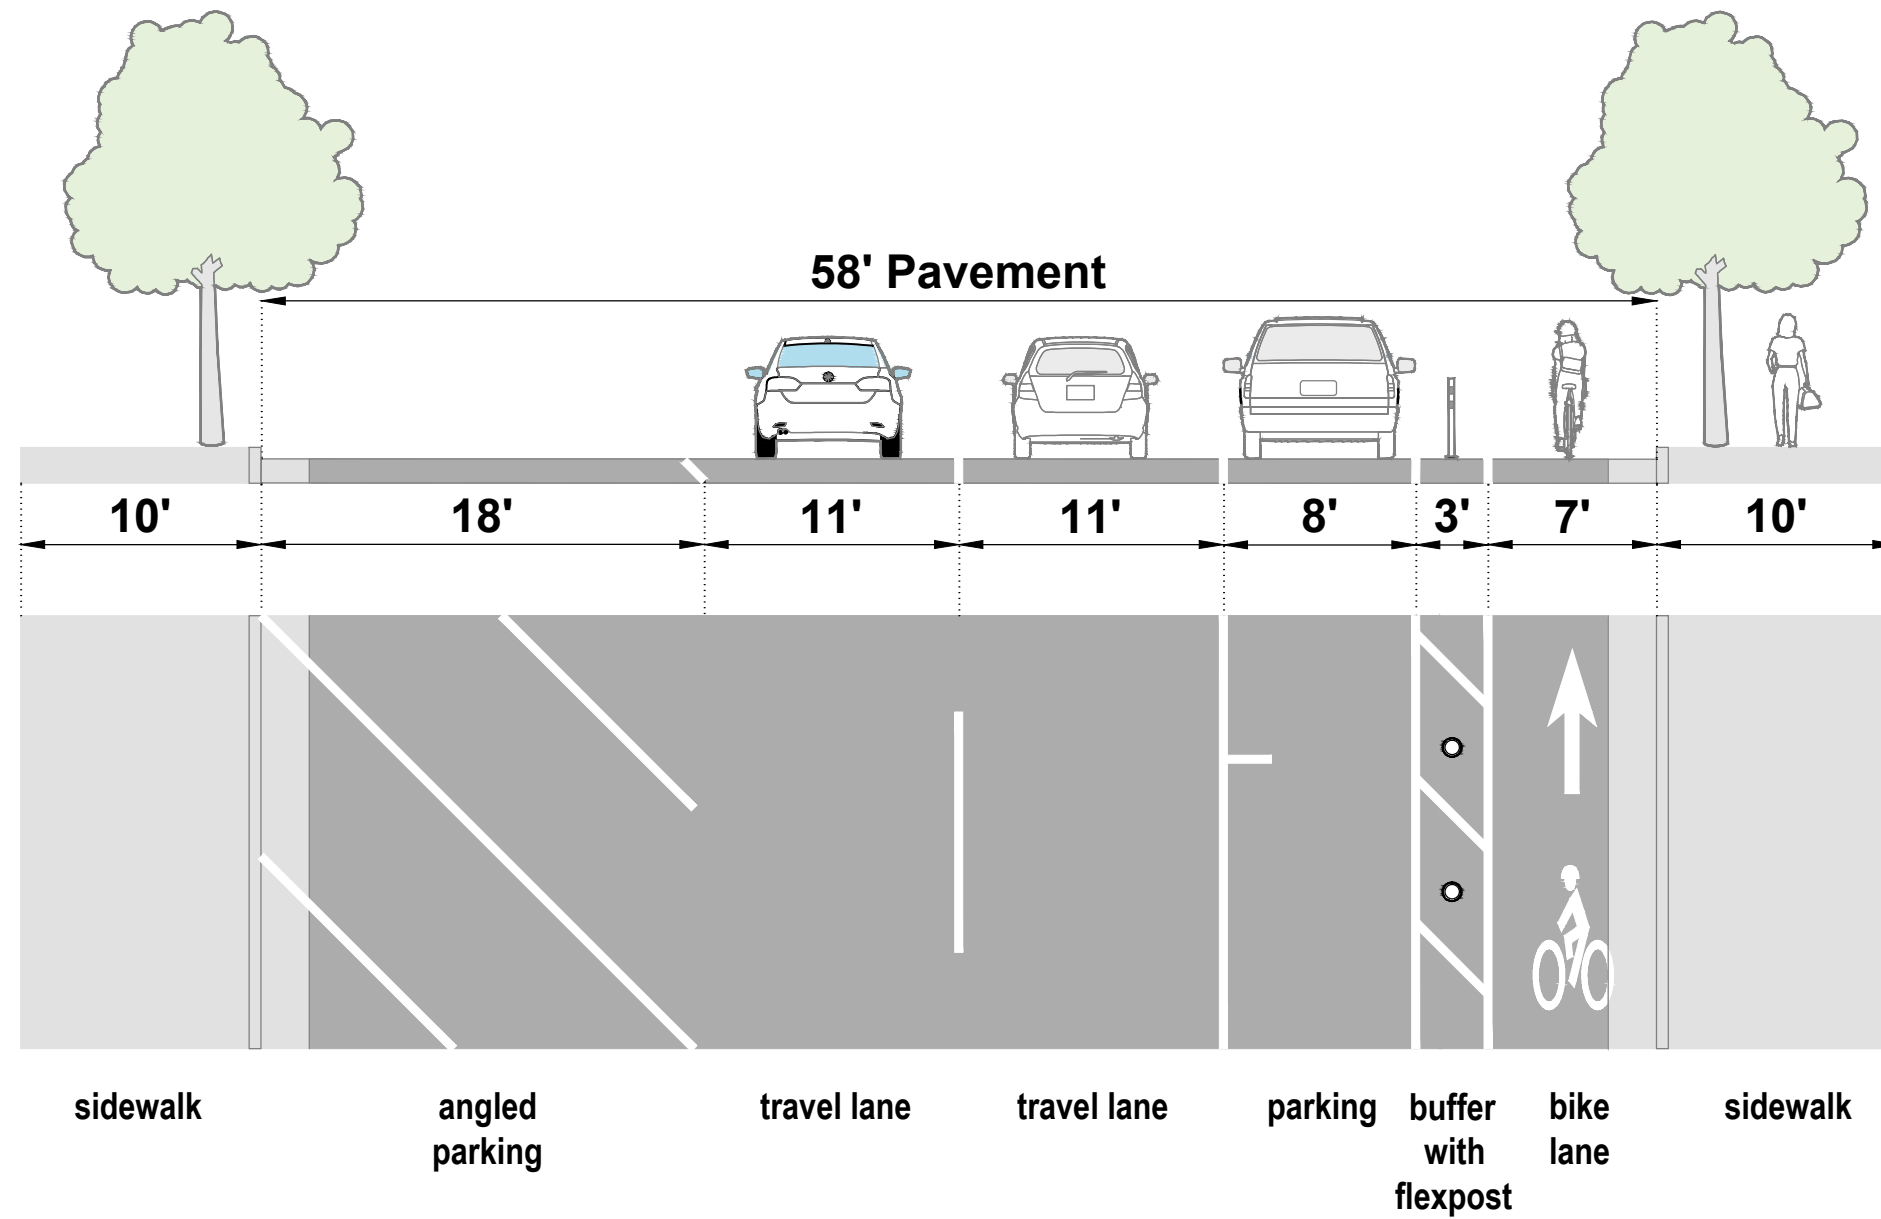 58' Pavement
10' 18' 11' 11' 8' 3' 7' 10'
sidewalk angled parking travel lane travel lane parking buffer with flexpost bike lane sidewalk